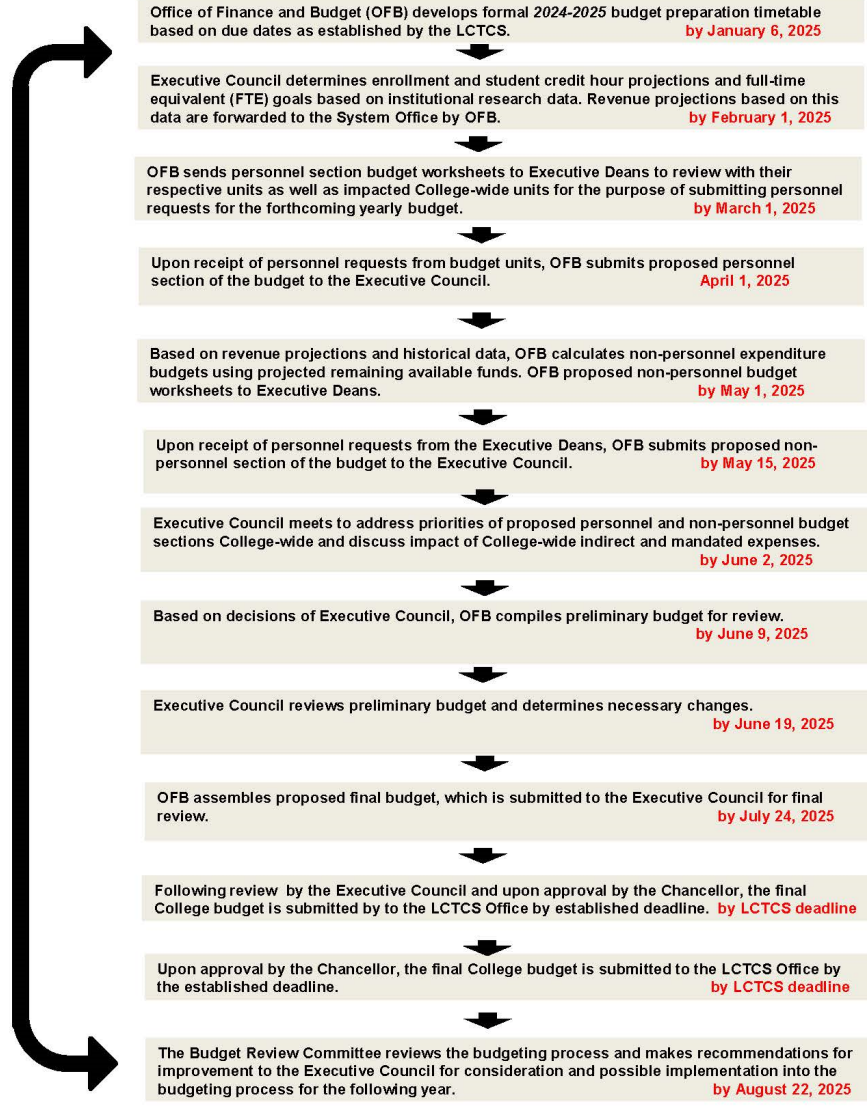 Office of Finance and Budget (OFB) develops formal 2024-2025 budget preparation timetable
based on due dates as established by the LCTCS. by January 6, 2025
Executive Council determines enrollment and student credit hour projections and full-time
equivalent (FTE) goals based on institutional research data. Revenue projections based on this
data are forwarded to the System Office by OFB. by February 1, 2025
OFB sends personnel section budget worksheets to Executive Deans to review with their
respective units as well as impacted College-wide units for the purpose of submitting personnel
requests for the forthcoming yearly budget. by March 1, 2025
Upon receipt of personnel requests from budget units, OFB submits proposed personnel
section of the budget to the Executive Council. April 1, 2025
Based on revenue projections and historical data, OFB calculates non-personnel expenditure
budgets using projected remaining available funds. OFB proposed non-personnel budget
worksheets to Executive Deans. by May 1, 2025
Upon receipt of personnel requests from the Executive Deans, OFB submits proposed non-
personnel section of the budget to the Executive Council. by May 15, 2025
Executive Council meets to address priorities of proposed personnel and non-personnel budget
sections College-wide and discuss impact of College-wide indirect and mandated expenses.
by June 2, 2025
Based on decisions of Executive Council, OFB compiles preliminary budget for review.
by June 9, 2025
Executive Council reviews preliminary budget and determines necessary changes.
by June 19, 2025
OFB assembles proposed final budget, which is submitted to the Executive Council for final
review. by July 24, 2025
Following review by the Executive Council and upon approval by the Chancellor, the final
College budget is submitted by to the LCTCS Office by established deadline. by LCTCS deadline
Upon approval by the Chancellor, the final College budget is submitted to the LCTCS Office by
the established deadline. by LCTCS deadline
The Budget Review Committee reviews the budgeting process and makes recommendations for
improvement to the Executive Council for consideration and possible implementation into the
budgeting process for the following year. by August 22, 2025